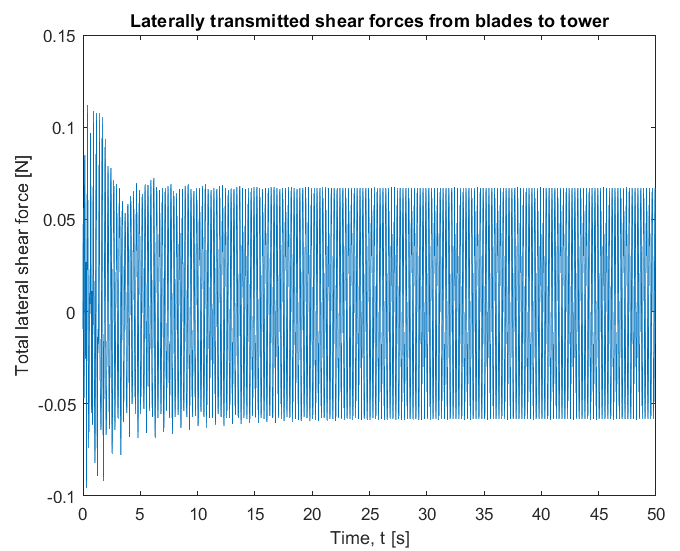 Laterally transmitted shear forces from blades to tower
Total lateral shear force [N]
0.15
0.1
0.05
0
-0.05
-0.1
0 5 10 15 20 25 30 35 40 45 50
Time, t [s]